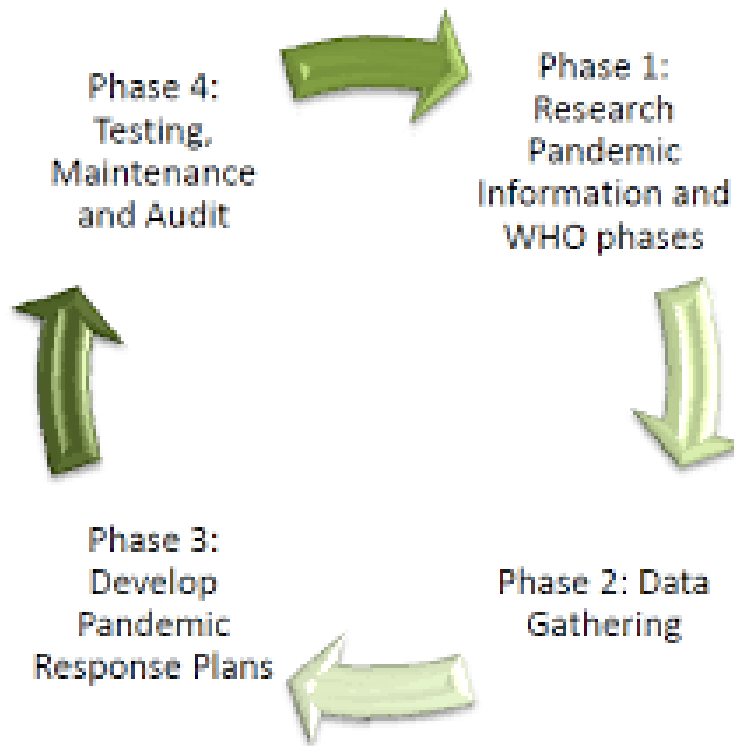 Phase 4:
Testing,
Maintenance
and Audit
Phase 1:
Research
Pandemic
Information and
WHO phases
Phase 3:
Develop
Pandemic
Response Plans
Phase 2: Data
Gathering